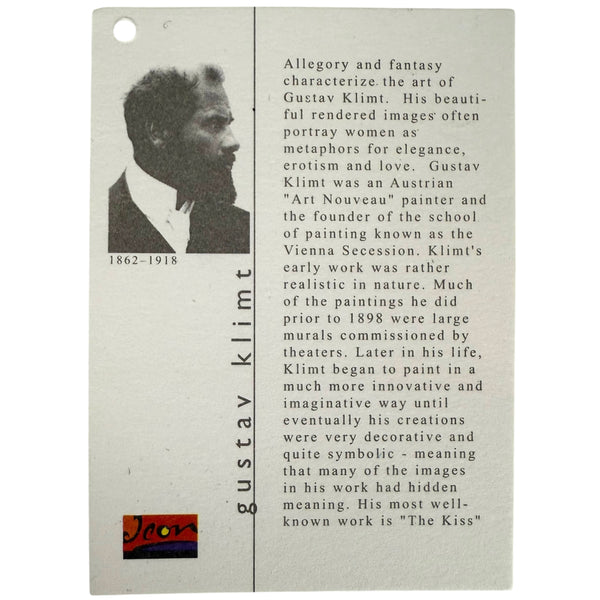 Allegory and fantasy
characterize the art of
Gustav Klimt. His beauti-
ful rendered images often
portray women as
metaphors for elegance,
erotism and love. Gustav
Klimt was an Austrian
"Art Nouveau" painter and
the founder of the school
of painting known as the
Vienna Secession. Klimt's
early work was rather
realistic in nature. Much
of the paintings he did
prior to 1898 were large
murals commissioned by
theaters. Later in his life,
Klimt began to paint in a
much more innovative and
imaginative way until
eventually his creations
were very decorative and
quite symbolic - meaning
that many of the images
in his work had hidden
meaning. His most well-
known work is "The Kiss"
1862-1918
gustav klimt
Icon